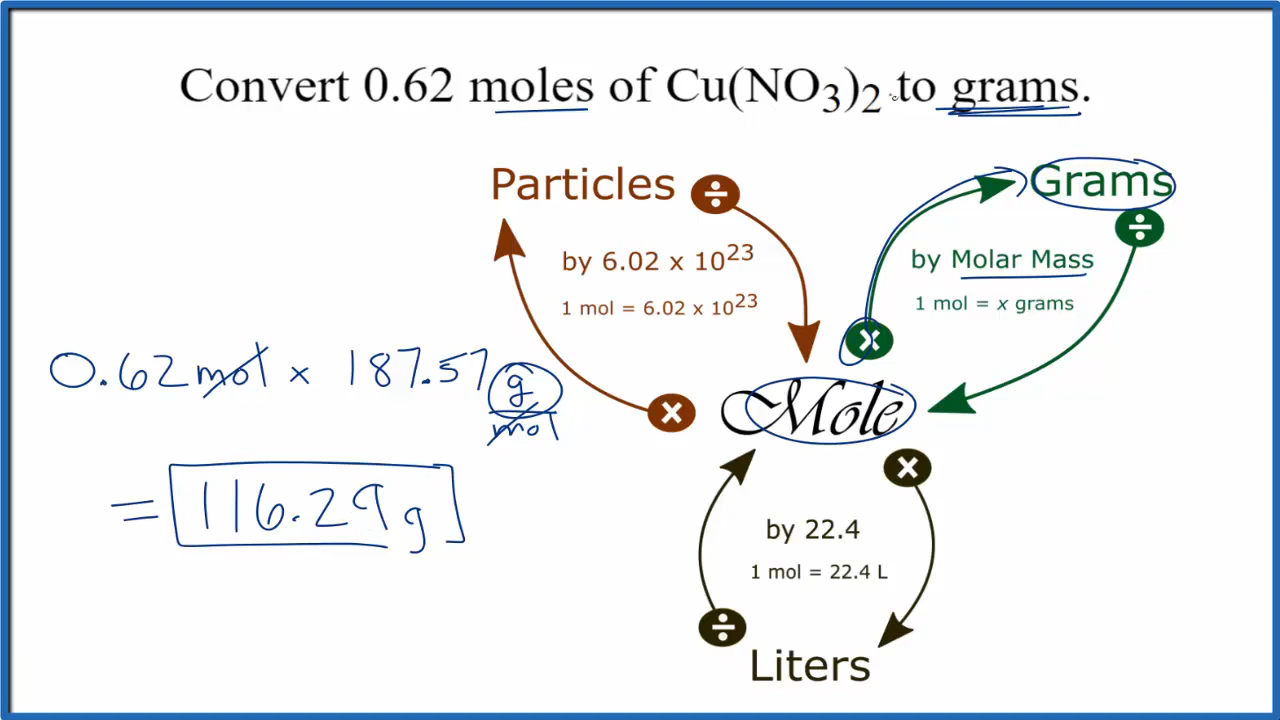 Convert 0.62 moles of Cu(NO3)2 to grams.
Particles ÷
Grams
÷
by 6.02 x 10^23
1 mol = 6.02 x 10^23
by Molar Mass
1 mol = x grams
×
0.62 mol × 187.57 g/mol
×
Mole
= 116.29 g
×
by 22.4
1 mol = 22.4 L
÷
Liters